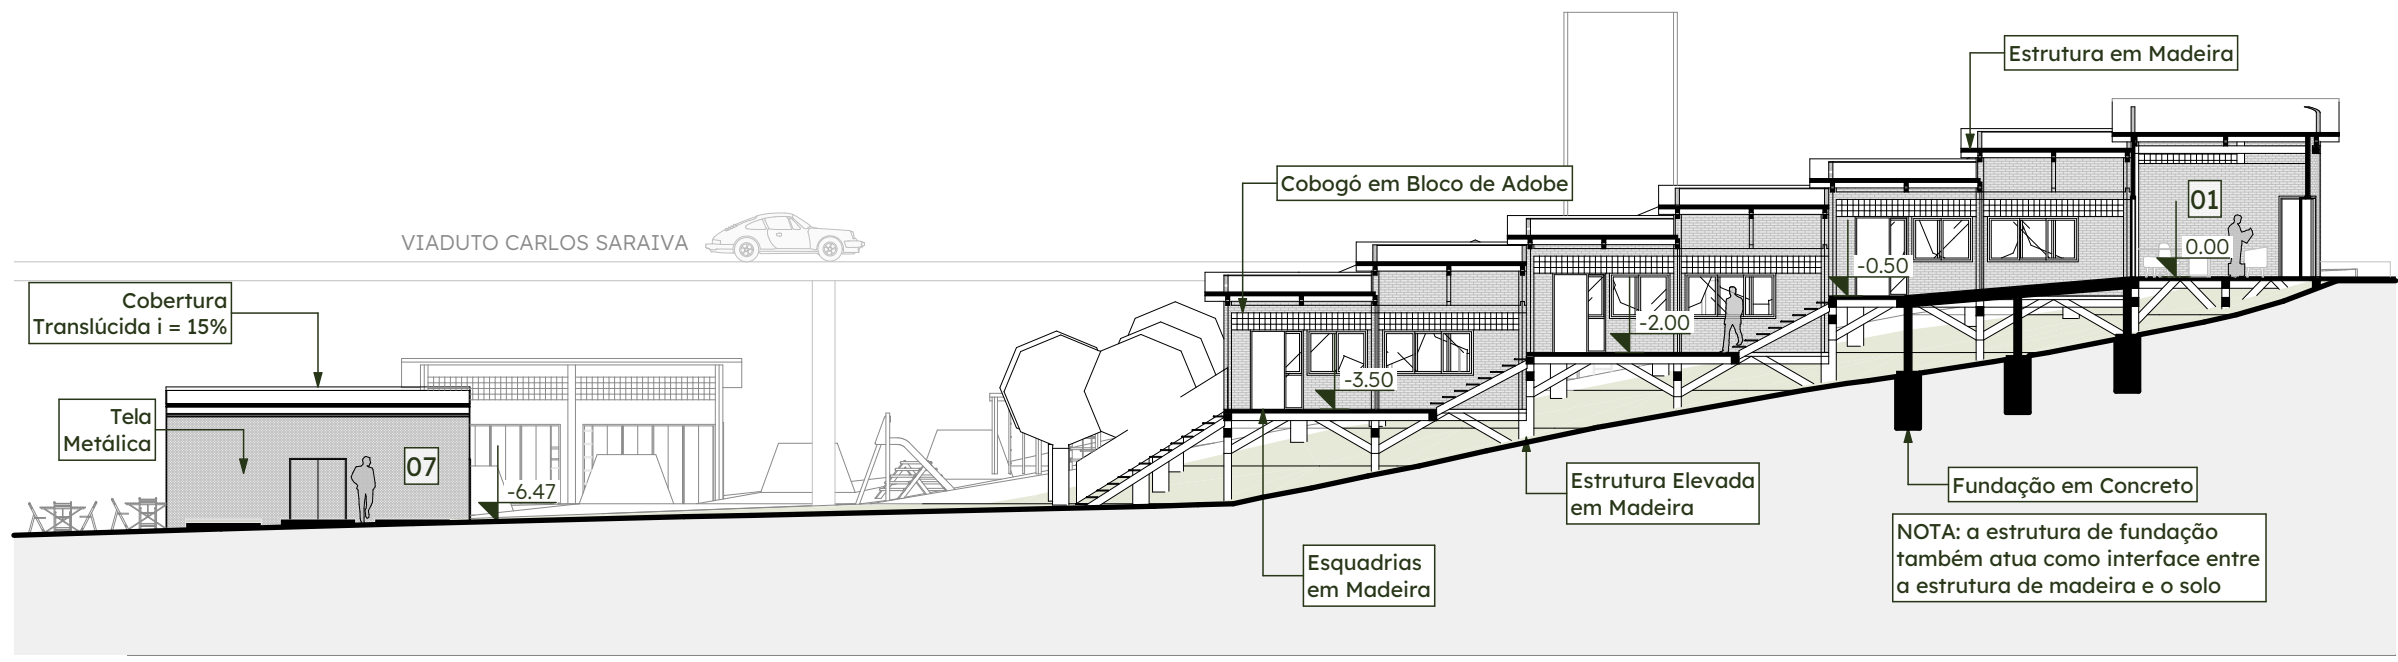 Estrutura em Madeira
Cobogó em Bloco de Adobe
01
VIADUTO CARLOS SARAIVA
0.00
-0.50
Cobertura
Translúcida i = 15%
-2.00
-3.50
Tela
Metálica
07
-6.47
Estrutura Elevada
em Madeira
Fundação em Concreto
NOTA: a estrutura de fundação
também atua como interface entre
a estrutura de madeira e o solo
Esquadrias
em Madeira